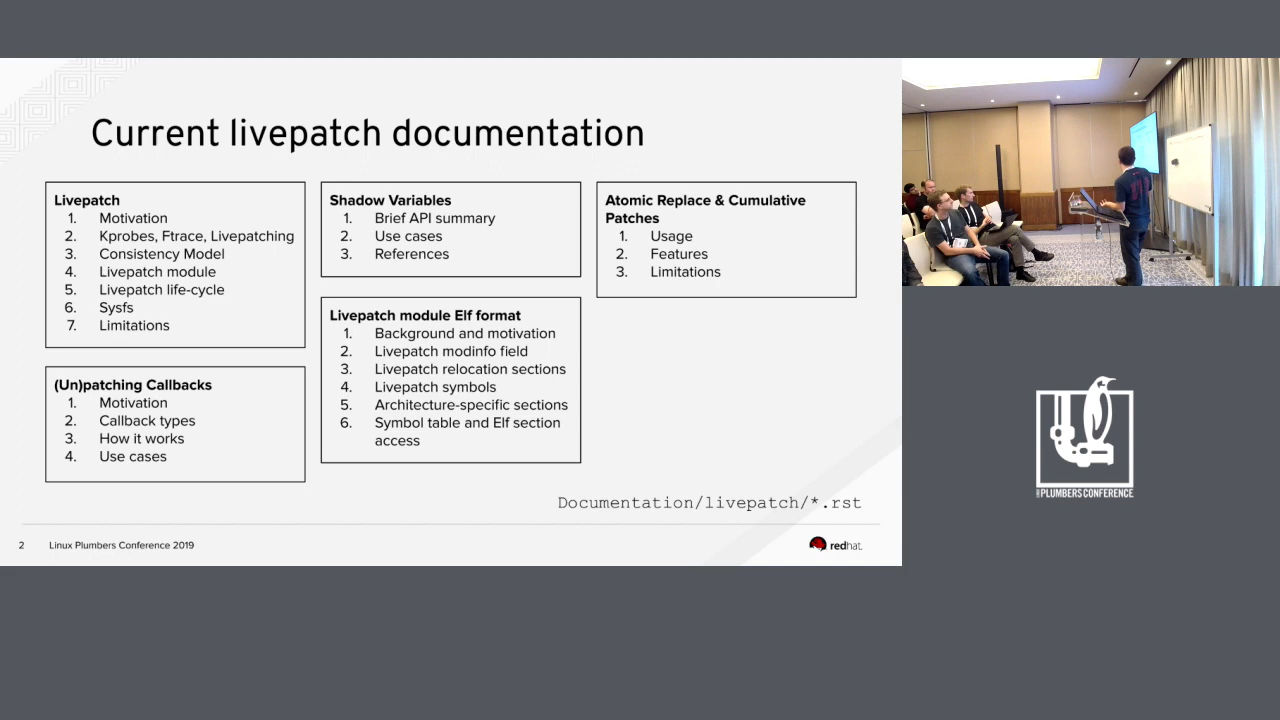 Current livepatch documentation
Livepatch
1. Motivation
2. Kprobes, Ftrace, Livepatching
3. Consistency Model
4. Livepatch module
5. Livepatch life-cycle
6. Sysfs
7. Limitations
(Un)patching Callbacks
1. Motivation
2. Callback types
3. How it works
4. Use cases
Shadow Variables
1. Brief API summary
2. Use cases
3. References
Livepatch module Elf format
1. Background and motivation
2. Livepatch modinfo field
3. Livepatch relocation sections
4. Livepatch symbols
5. Architecture-specific sections
6. Symbol table and Elf section
access
Atomic Replace & Cumulative
Patches
1. Usage
2. Features
3. Limitations
Documentation/livepatch/*.rst
2 Linux Plumbers Conference 2019
redhat.
PLUMBERS CONFERENCE